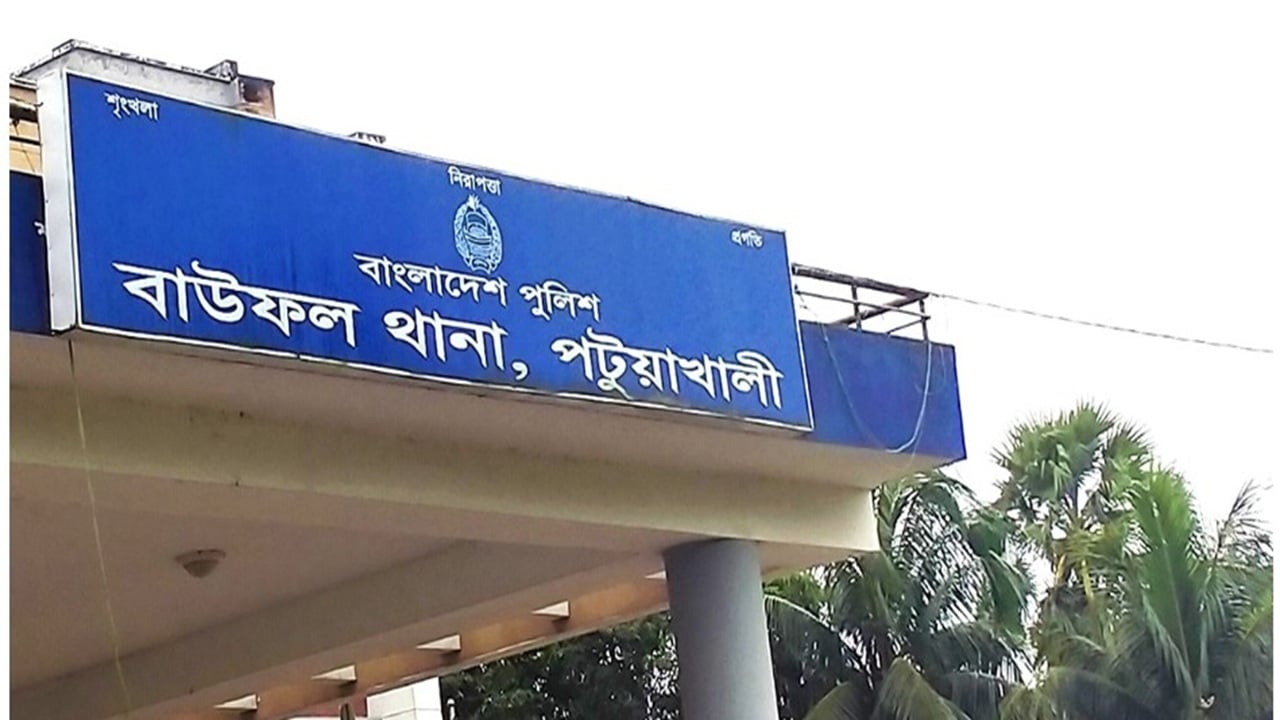 শৃংখলা
নিরাপত্তা
প্রগতি
বাংলাদেশ পুলিশ
বাউফল থানা, পটুয়াখালী